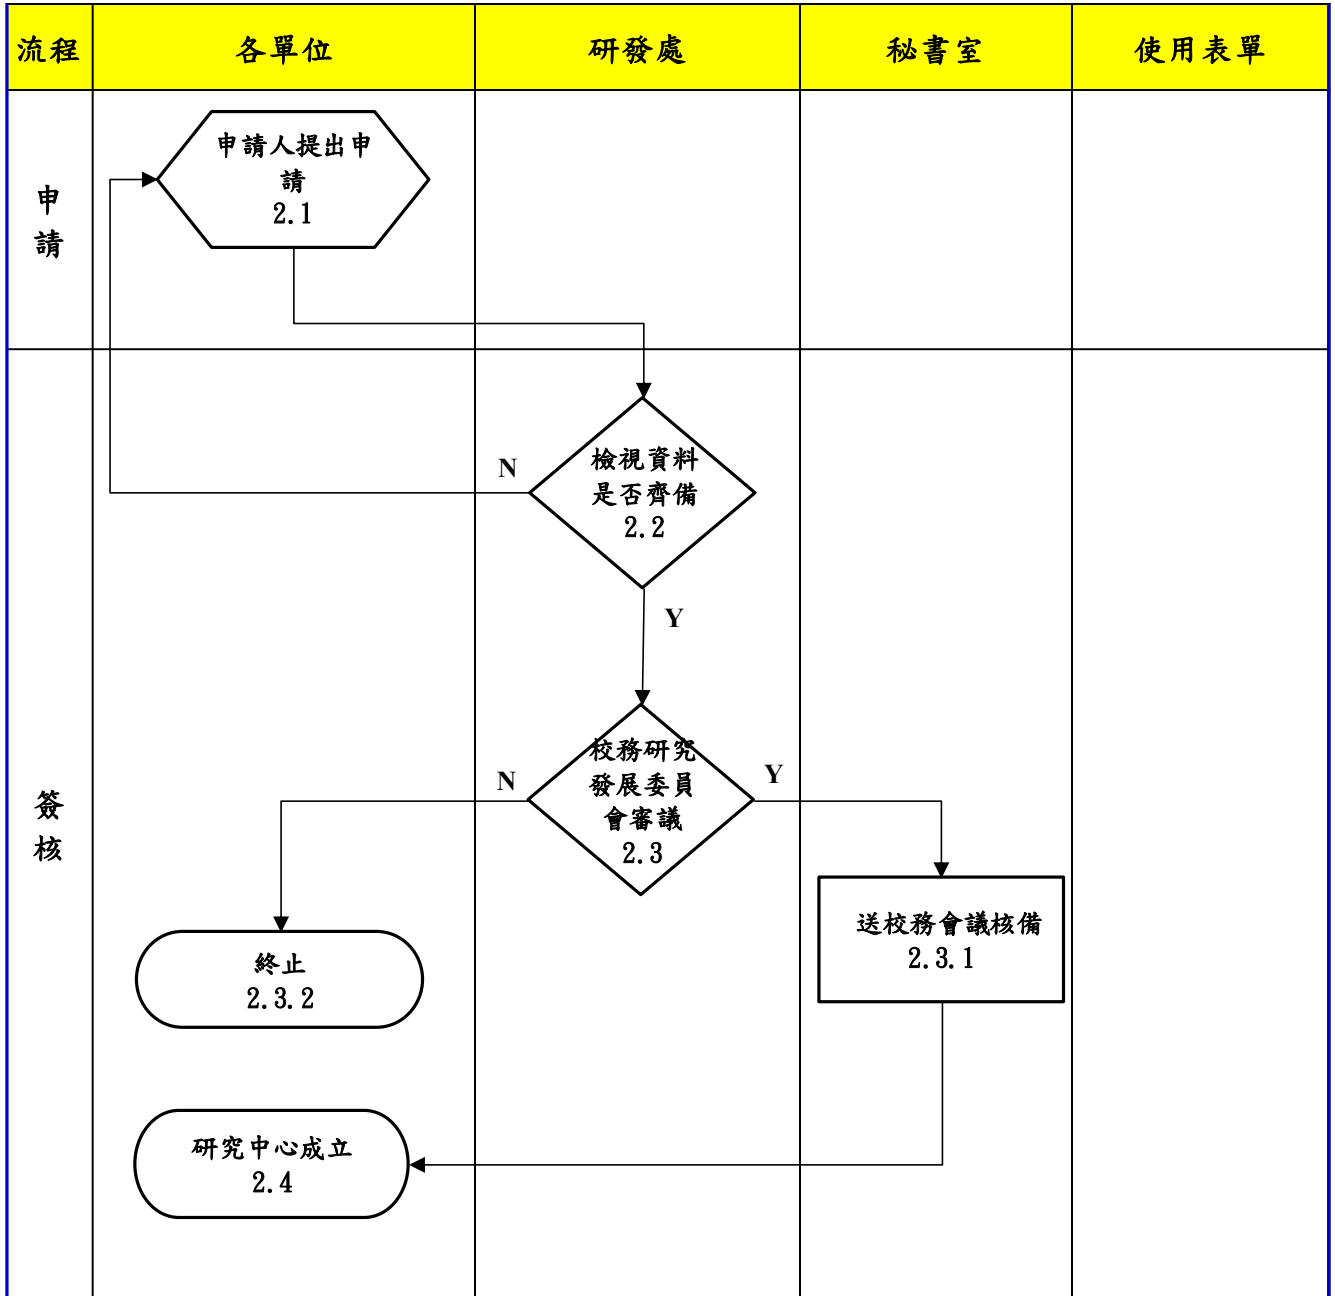 流程
各單位
研發處
秘書室
使用表單
申
請
申請人提出申
請
2.1
簽
核
檢視資料
是否齊備
2.2
N
Y
校務研究
發展委員
會審議
2.3
N
Y
送校務會議核備
2.3.1
終止
2.3.2
研究中心成立
2.4